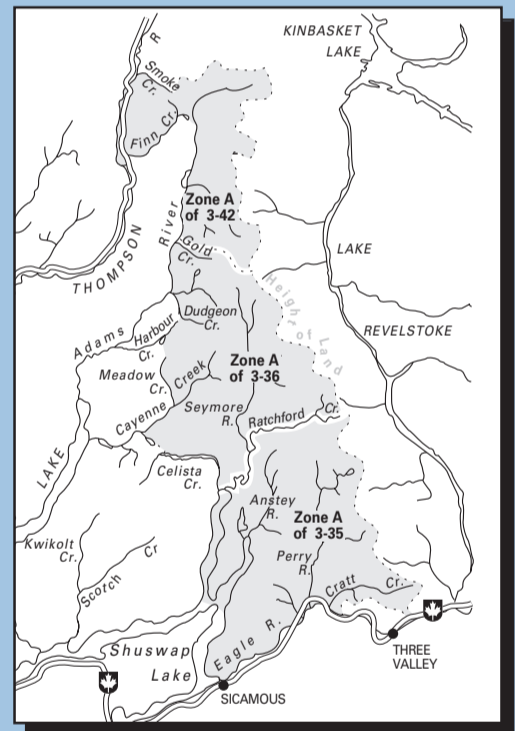 KINBASKET
LAKE
R
Smoke
Cr.
Finn Cr.
Zone A
of 3-42
River
THOMPSON
Gold
Cr.
LAKE
Height of Land
Adams
Harbour
Cr.
Dudgeon
Cr.
REVELSTOKE
Meadow
Cr.
Zone A
of 3-36
Cayenne Creek
Seymore
R.
Ratchford Cr.
LAKE
Celista
Cr.
Anstey
R.
Zone A
of 3-35
Kwikolt
Cr.
Scotch Cr
Perry
R.
Cratt Cr.
Eagle R.
Shuswap
Lake
THREE
VALLEY
SICAMOUS